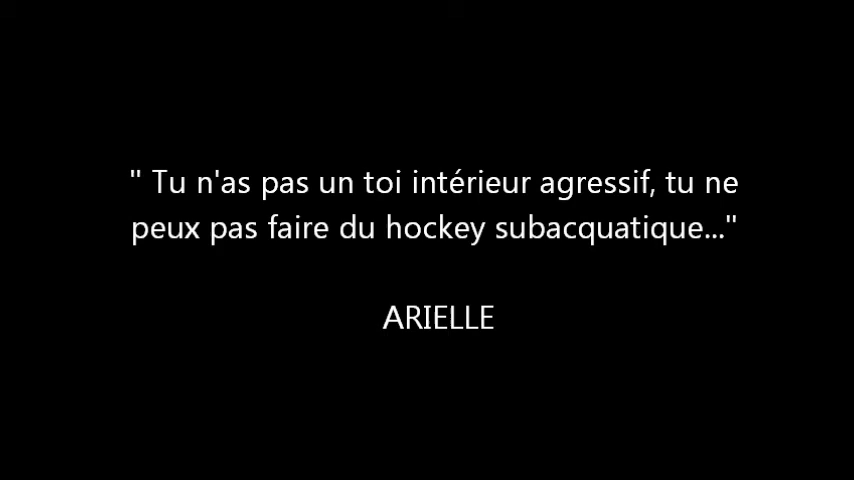 " Tu n'as pas un toi intérieur agressif, tu ne
peux pas faire du hockey subacquatique..."
ARIELLE